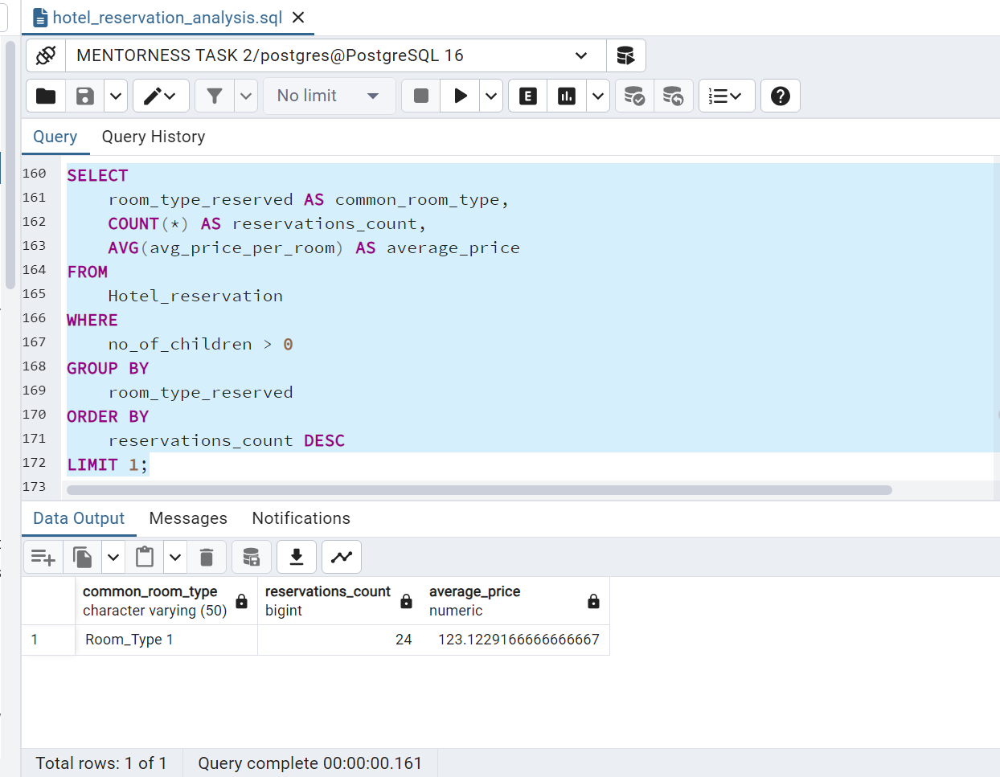 hotel_reservation_analysis.sql
MENTORNESS TASK 2/postgres@PostgreSQL 16
No limit
E
Query Query History
160 SELECT
161 room_type_reserved AS common_room_type,
162 COUNT(*) AS reservations_count,
163 AVG(avg_price_per_room) AS average_price
164 FROM
165 Hotel_reservation
166 WHERE
167 no_of_children > 0
168 GROUP BY
169 room_type_reserved
170 ORDER BY
171 reservations_count DESC
172 LIMIT 1;
173
Data Output Messages Notifications
common_room_type reservations_count average_price
character varying (50) bigint numeric
1 Room_Type 1 24 123.1229166666666667
Total rows: 1 of 1 Query complete 00:00:00.161